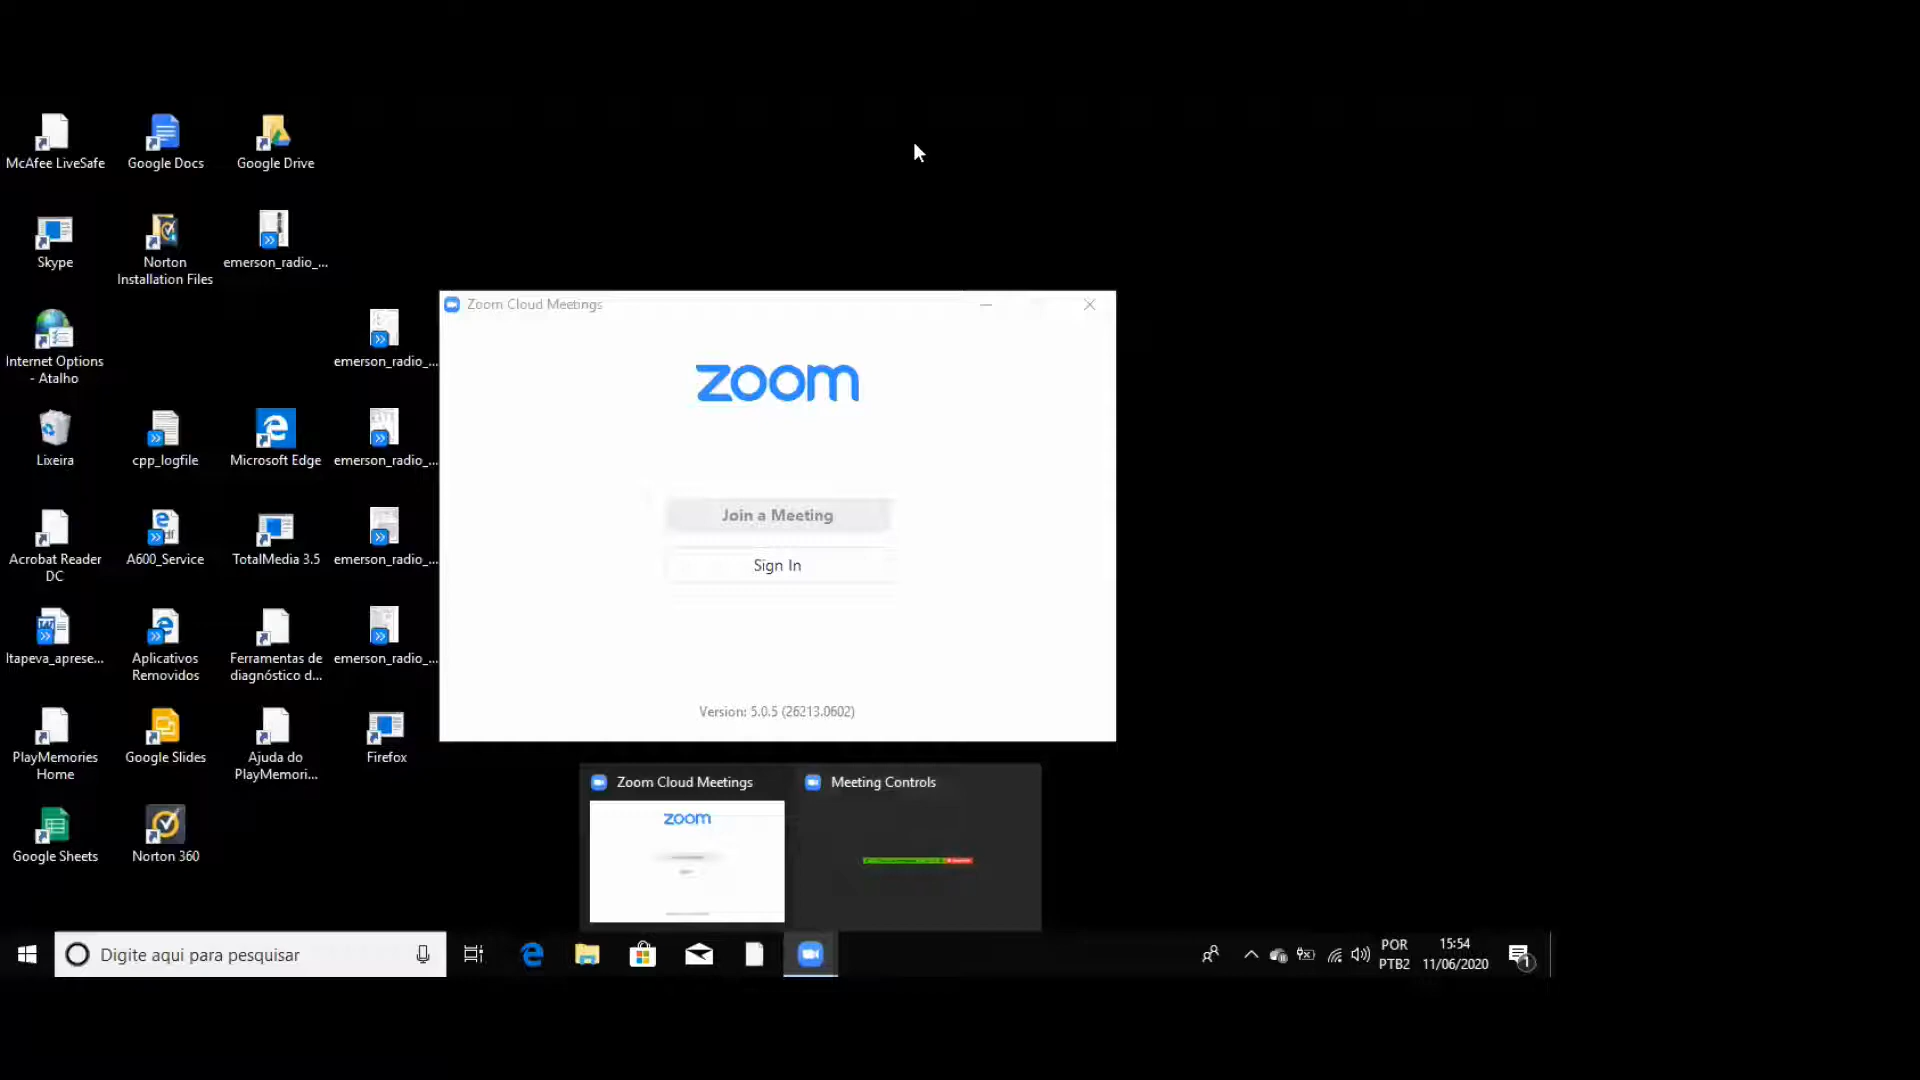 McAfee LiveSafe
Google Docs
Google Drive
Skype
Norton
Installation Files
emerson_radio_...
Internet Options
- Atalho
emerson_radio_...
Lixeira
cpp_logfile
Microsoft Edge
emerson_radio_...
Acrobat Reader
DC
A600_Service
TotalMedia 3.5
emerson_radio_...
Itapeva_aprese...
Aplicativos
Removidos
Ferramentas de
diagnóstico d...
emerson_radio_...
PlayMemories
Home
Google Slides
Ajuda do
PlayMemori...
Firefox
Google Sheets
Norton 360
Zoom Cloud Meetings
zoom
Join a Meeting
Sign In
Version: 5.0.5 (26213.0602)
Zoom Cloud Meetings
Meeting Controls
zoom
Digite aqui para pesquisar
POR
PTB2
15:54
11/06/2020
1